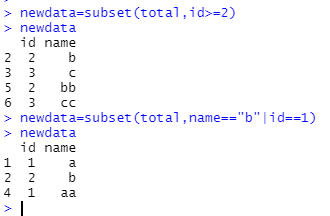 > newdata=subset(total,id>=2)
> newdata
  id name
2  2    b
3  3    c
5  2   bb
6  3   cc
> newdata=subset(total,name=="b"|id==1)
> newdata
  id name
1  1    a
2  2    b
4  1   aa
>